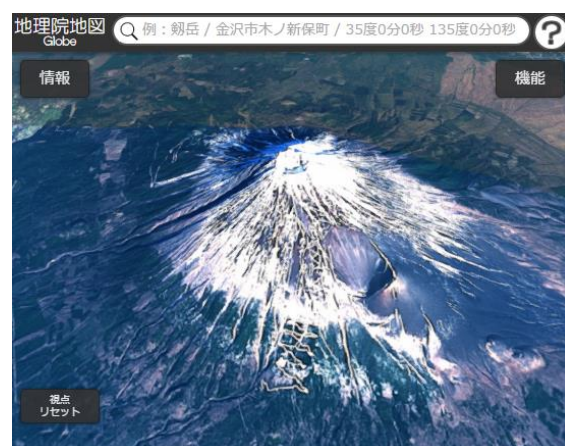 地理院地図
Globe
例：剱岳 / 金沢市木ノ新保町 / 35度0分0秒 135度0分0秒
?
情報
機能
視点
リセット